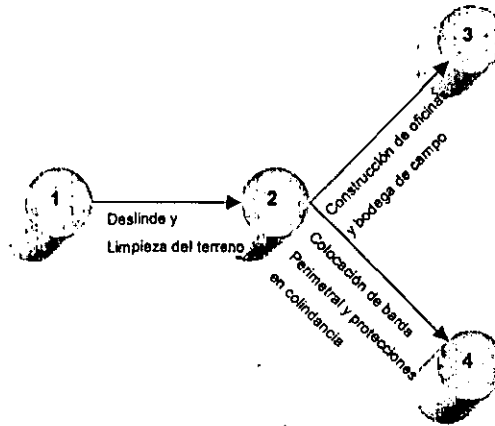 3
Construcción de oficinas
y bodega de campo
1
2
Deslinde y
Limpieza del terreno
Colocación de barda
Perimetral y protecciones
en colindancia
4